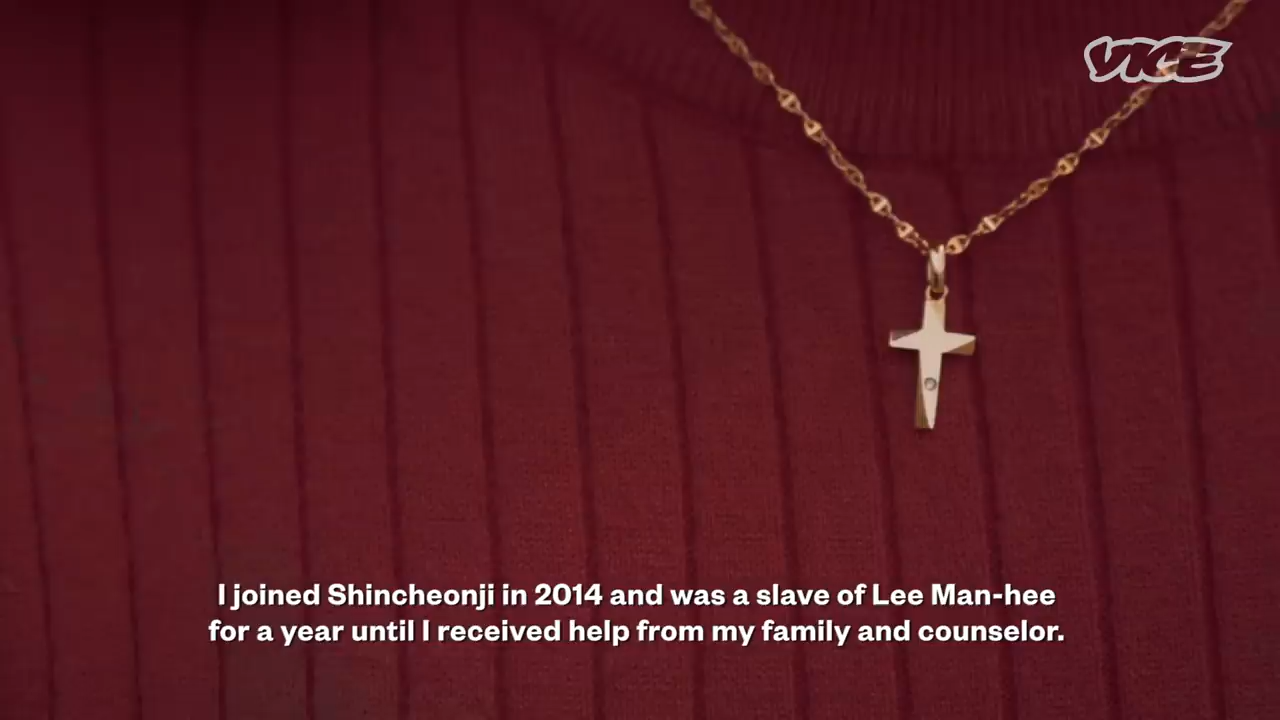 VICE
I joined Shincheonji in 2014 and was a slave of Lee Man-hee
for a year until I received help from my family and counselor.